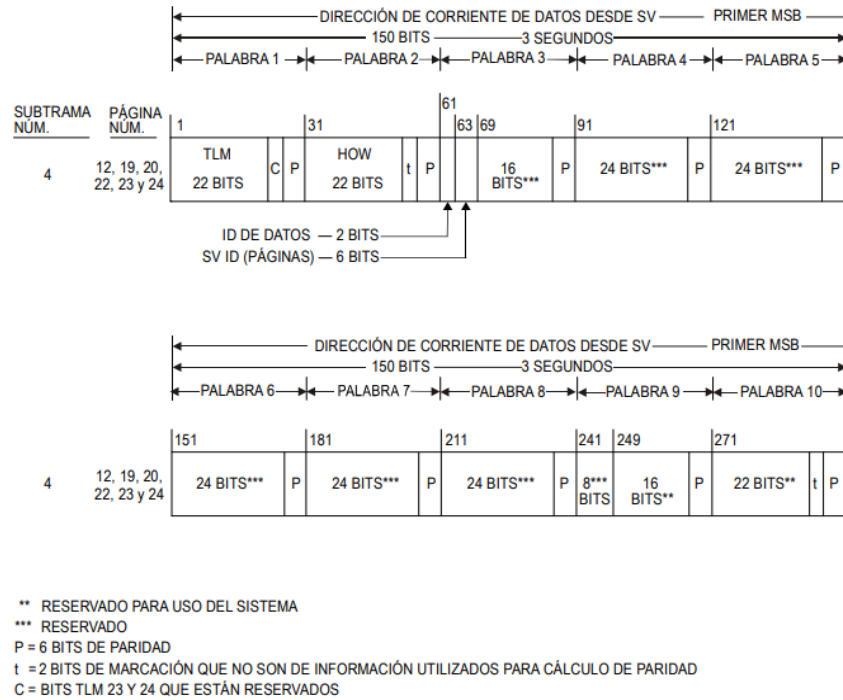 DIRECCIÓN DE CORRIENTE DE DATOS DESDE SV PRIMER MSB
150 BITS 3 SEGUNDOS
PALABRA 1 PALABRA 2 PALABRA 3 PALABRA 4 PALABRA 5
SUBTRAMA NÚM. PÁGINA NÚM.
1 31 61 63 69 91 121
4 12, 19, 20, 22, 23 y 24 TLM 22 BITS C P HOW 22 BITS t P 16 BITS*** P 24 BITS*** P 24 BITS*** P
ID DE DATOS — 2 BITS
SV ID (PÁGINAS) — 6 BITS
DIRECCIÓN DE CORRIENTE DE DATOS DESDE SV PRIMER MSB
150 BITS 3 SEGUNDOS
PALABRA 6 PALABRA 7 PALABRA 8 PALABRA 9 PALABRA 10
151 181 211 241 249 271
4 12, 19, 20, 22, 23 y 24 24 BITS*** P 24 BITS*** P 24 BITS*** P 8*** BITS 16 BITS** P 22 BITS** t P
** RESERVADO PARA USO DEL SISTEMA
*** RESERVADO
P = 6 BITS DE PARIDAD
t = 2 BITS DE MARCACIÓN QUE NO SON DE INFORMACIÓN UTILIZADOS PARA CÁLCULO DE PARIDAD
C = BITS TLM 23 Y 24 QUE ESTÁN RESERVADOS